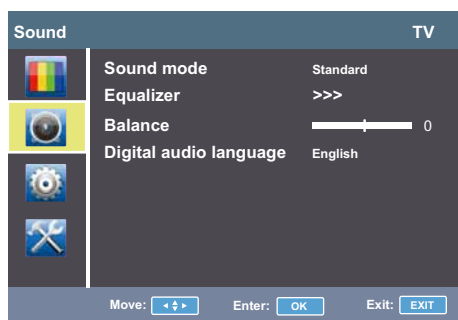 Sound TV
Sound mode Standard
Equalizer >>>
Balance 0
Digital audio language English
Move: Enter: OK Exit: EXIT